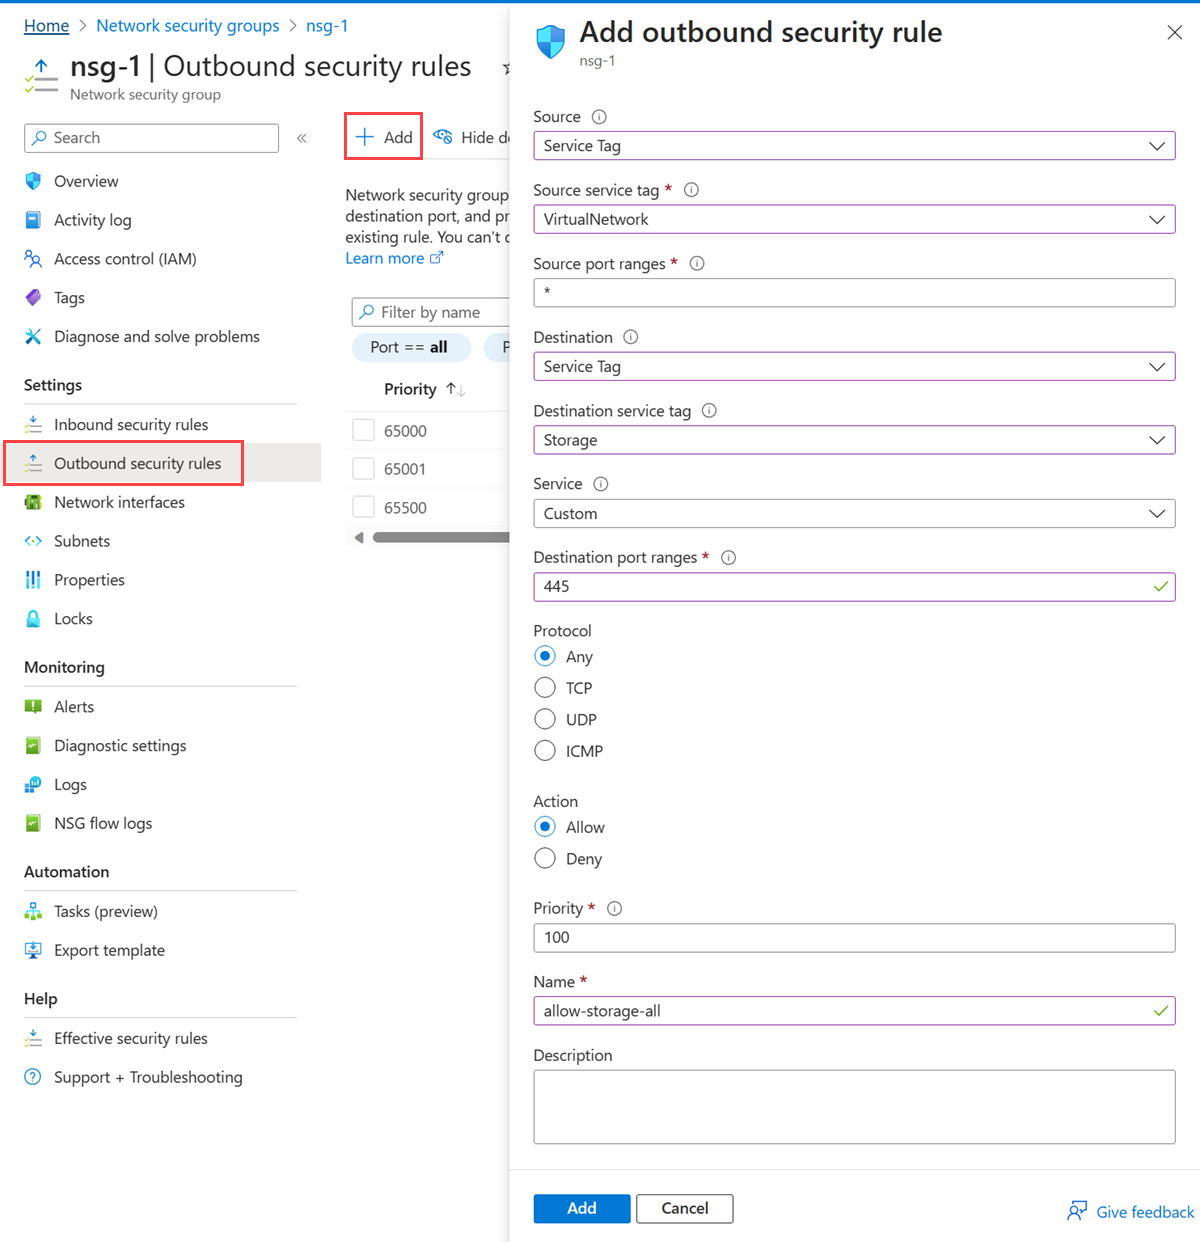 Home > Network security groups > nsg-1
nsg-1 | Outbound security rules
Network security group
Search
«
Overview
Activity log
Access control (IAM)
Tags
Diagnose and solve problems
Settings
Inbound security rules
Outbound security rules
Network interfaces
Subnets
Properties
Locks
Monitoring
Alerts
Diagnostic settings
Logs
NSG flow logs
Automation
Tasks (preview)
Export template
Help
Effective security rules
Support + Troubleshooting
Add
Hide
Network security group
destination port, and
existing rule. You can't
Learn more
Filter by name
Port == all
Priority ↑↓
65000
65001
65500
Add outbound security rule
nsg-1
Source
Service Tag
Source service tag *
VirtualNetwork
Source port ranges *
*
Destination
Service Tag
Destination service tag
Storage
Service
Custom
Destination port ranges *
445
Protocol
Any
TCP
UDP
ICMP
Action
Allow
Deny
Priority *
100
Name *
allow-storage-all
Description
Add
Cancel
Give feedback